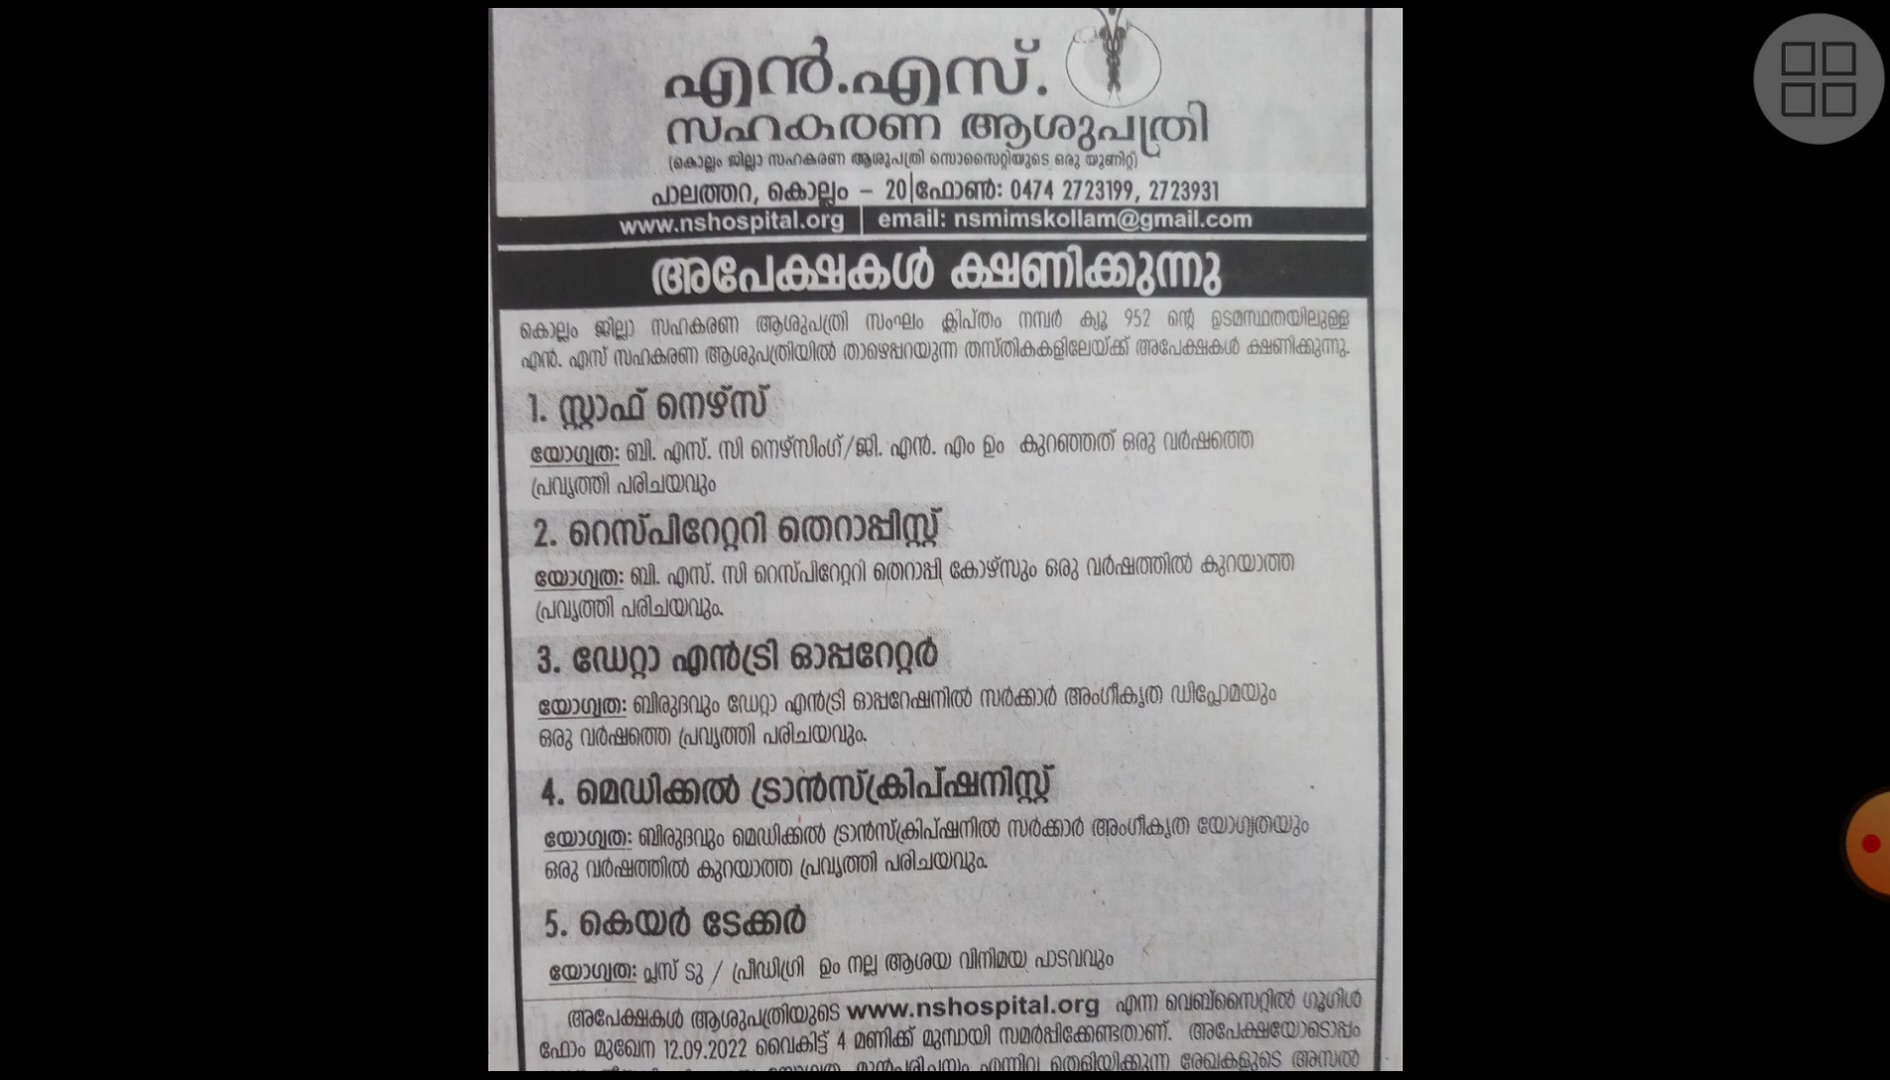 എൻ.എസ്.
സഹകരണ ആശുപത്രി
(കൊല്ലം ജില്ലാ സഹകരണ ആശുപത്രി സൊസൈറ്റിയുടെ ഒരു യൂണിറ്റ്)
പാലത്തറ, കൊല്ലം – 20|ഫോൺ: 0474 2723199, 2723931
www.nshospital.org | email: nsmimskollam@gmail.com
അപേക്ഷകൾ ക്ഷണിക്കുന്നു
കൊല്ലം ജില്ലാ സഹകരണ ആശുപത്രി സംഘം ക്ലിപ്തം നമ്പർ ക്യൂ 952 ന്റെ ഉടമസ്ഥതയിലുള്ള
എൻ. എസ് സഹകരണ ആശുപത്രിയിൽ താഴെപ്പറയുന്ന തസ്തികകളിലേയ്ക്ക് അപേക്ഷകൾ ക്ഷണിക്കുന്നു.
1. സ്റ്റാഫ് നെഴ്സ്
യോഗ്യത: ബി. എസ്. സി നെഴ്സിംഗ്/ജി. എൻ. എം ഉം കുറഞ്ഞത് ഒരു വർഷത്തെ
പ്രവൃത്തി പരിചയവും
2. റെസ്പിറേറ്ററി തെറാപ്പിസ്റ്റ്
യോഗ്യത: ബി. എസ്. സി റെസ്പിറേറ്ററി തെറാപ്പി കോഴ്സും ഒരു വർഷത്തിൽ കുറയാത്ത
പ്രവൃത്തി പരിചയവും.
3. ഡേറ്റാ എൻട്രി ഓപ്പറേറ്റർ
യോഗ്യത: ബിരുദവും ഡേറ്റാ എൻട്രി ഓപ്പറേഷനിൽ സർക്കാർ അംഗീകൃത ഡിപ്ലോമയും
ഒരു വർഷത്തെ പ്രവൃത്തി പരിചയവും.
4. മെഡിക്കൽ ട്രാൻസ്ക്രിപ്ഷനിസ്റ്റ്
യോഗ്യത: ബിരുദവും മെഡിക്കൽ ട്രാൻസ്ക്രിപ്ഷനിൽ സർക്കാർ അംഗീകൃത യോഗ്യതയും
ഒരു വർഷത്തിൽ കുറയാത്ത പ്രവൃത്തി പരിചയവും.
5. കെയർ ടേക്കർ
യോഗ്യത: പ്ലസ് ടു / പ്രീഡിഗ്രി ഉം നല്ല ആശയ വിനിമയ പാടവവും
അപേക്ഷകൾ ആശുപത്രിയുടെ www.nshospital.org എന്ന വെബ്സൈറ്റിൽ ഗൂഗിൾ
ഫോം മുഖേന 12.09.2022 വൈകിട്ട് 4 മണിക്ക് മുമ്പായി സമർപ്പിക്കേണ്ടതാണ്. അപേക്ഷയോടൊപ്പം
യോഗ്യത, എന്നിവ തെളിയിക്കുന്ന രേഖകളുടെ അസൽ